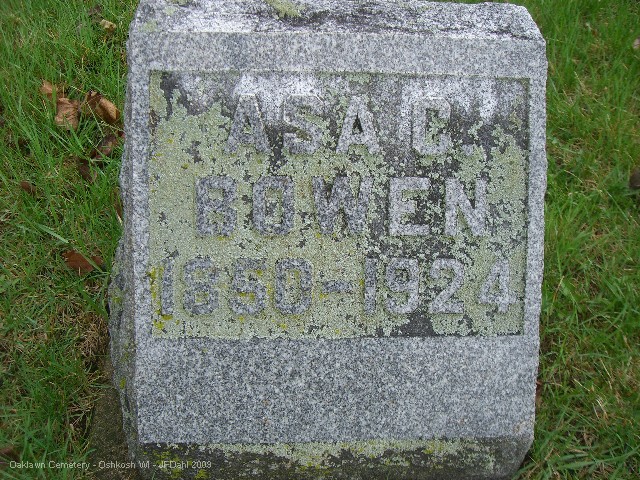 ASA C.
BOWEN
1850-1924
Oaklawn Cemetery - Oshkosh WI - JFDahl 2009